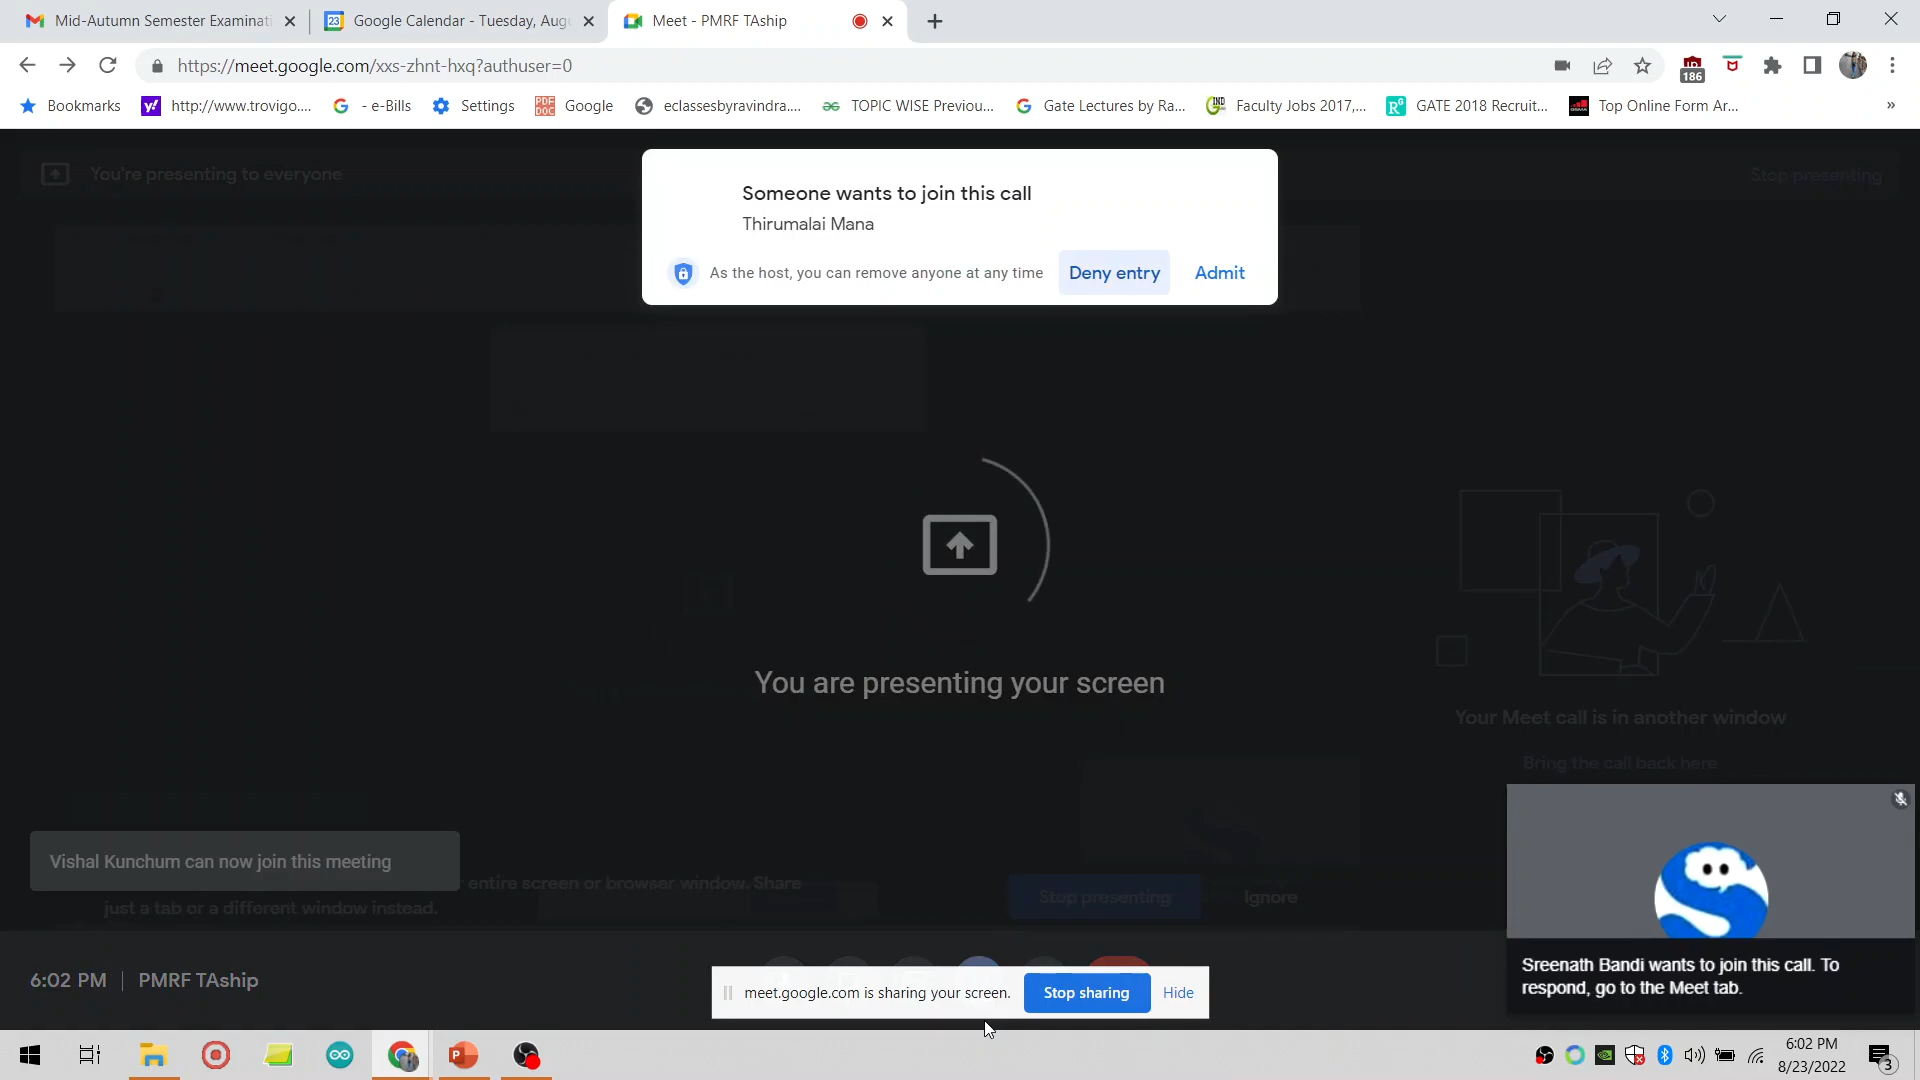 Mid-Autumn Semester Examinati
Google Calendar - Tuesday, Augu
Meet - PMRF TAship
https://meet.google.com/xxs-zhnt-hxq?authuser=0
186
Bookmarks
http://www.trovigo....
- e-Bills
Settings
PDF DOC
Google
eclassesbyravindra....
TOPIC WISE Previou...
Gate Lectures by Ra...
Faculty Jobs 2017,...
GATE 2018 Recruit...
Top Online Form Ar...
»
You're presenting to everyone
Stop presenting
Someone wants to join this call
Thirumalai Mana
As the host, you can remove anyone at any time
Deny entry
Admit
You are presenting your screen
Your Meet call is in another window
Bring the call back here
Vishal Kunchum can now join this meeting
entire screen or browser window. Share
just a tab or a different window instead.
Stop presenting
Ignore
Sreenath Bandi wants to join this call. To
respond, go to the Meet tab.
6:02 PM | PMRF TAship
meet.google.com is sharing your screen.
Stop sharing
Hide
6:02 PM
8/23/2022
3